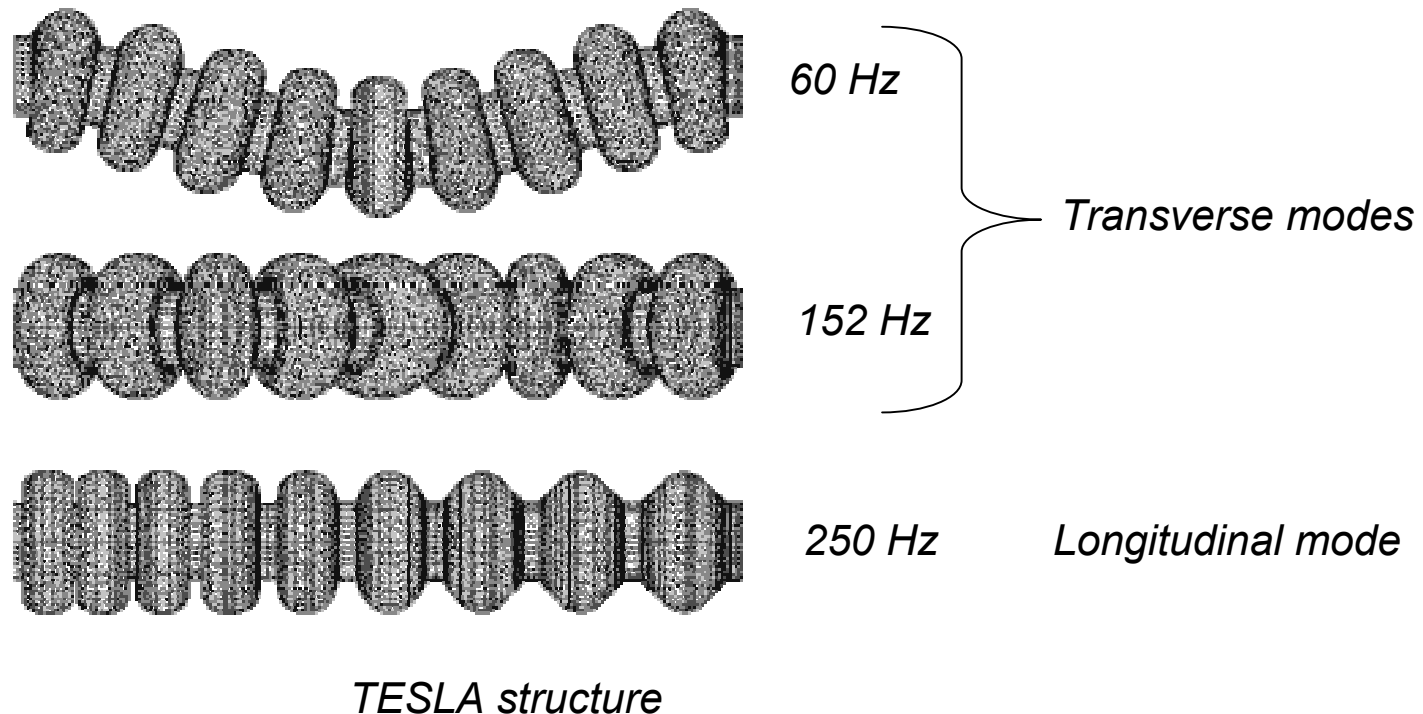 60 Hz
Transverse modes
152 Hz
250 Hz Longitudinal mode
TESLA structure